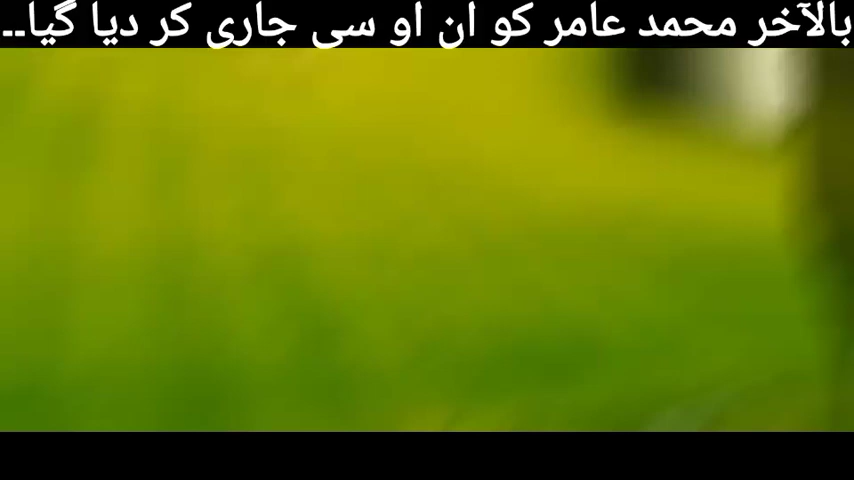 بالآخر محمد عامر کو ان او سی جاری کر دیا گیا۔۔